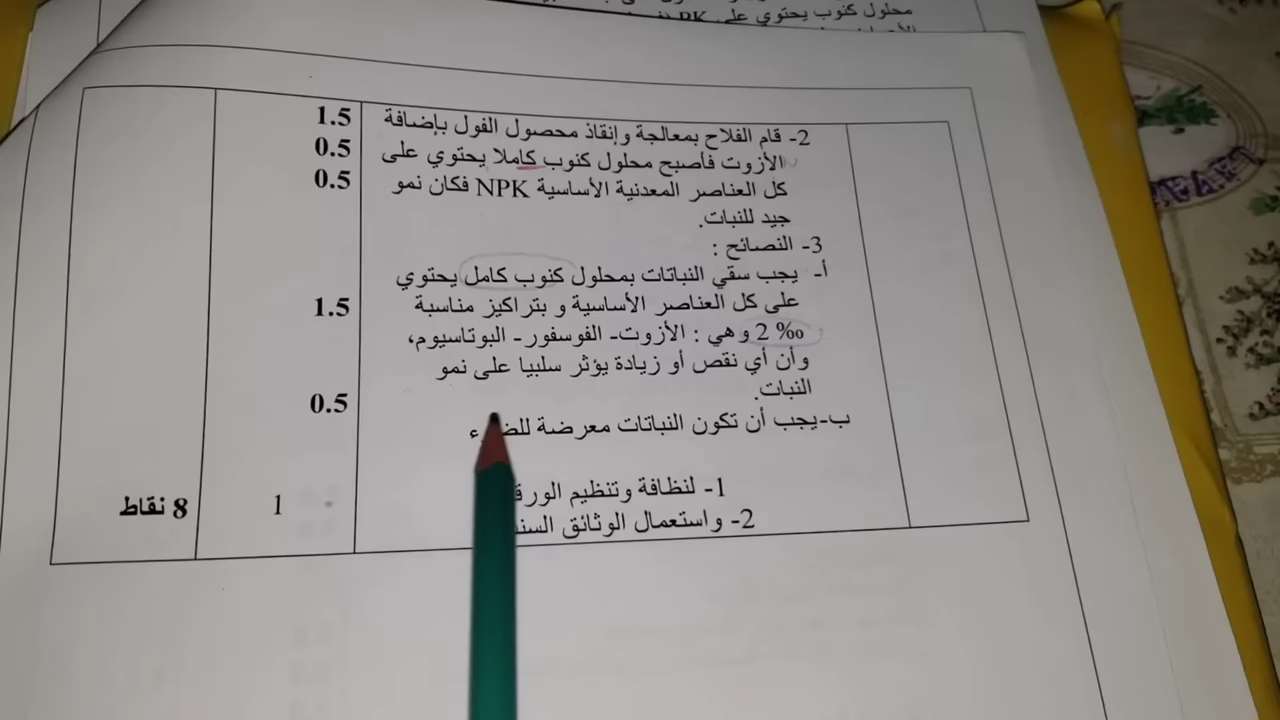 محلول كنوب يحتوي على
2- قام الفلاح بمعالجة وإنقاذ محصول الفول بإضافة
الأزوت فأصبح محلول كنوب كاملا يحتوي على
كل العناصر المعدنية الأساسية NPK فكان نمو
جيد للنبات.
3- النصائح :
أ- يجب سقي النباتات بمحلول كنوب كامل يحتوي
على كل العناصر الأساسية و بتراكيز مناسبة
2 ‰ وهي : الأزوت- الفوسفور- البوتاسيوم،
وأن أي نقص أو زيادة يؤثر سلبيا على نمو
النبات.
ب-يجب أن تكون النباتات معرضة
1- لنظافة وتنظيم
2- واستعمال الوثائق
1.5
0.5
0.5
1.5
0.5
1
8 نقاط